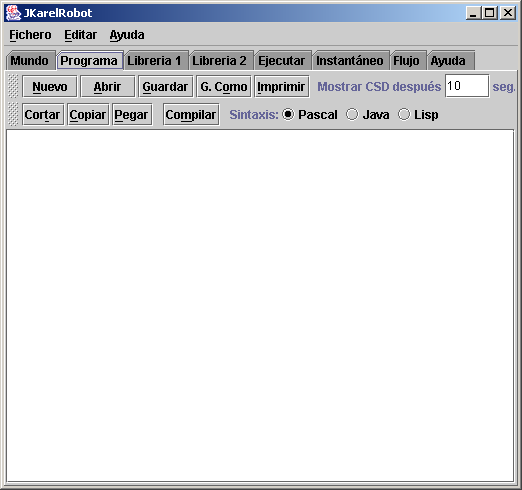 JKarelRobot
Fichero Editar Ayuda
Mundo Programa Libreria 1 Libreria 2 Ejecutar Instantáneo Flujo Ayuda
Nuevo Abrir Guardar G. Como Imprimir Mostrar CSD después 10 seg.
Cortar Copiar Pegar Compilar Sintaxis: Pascal Java Lisp